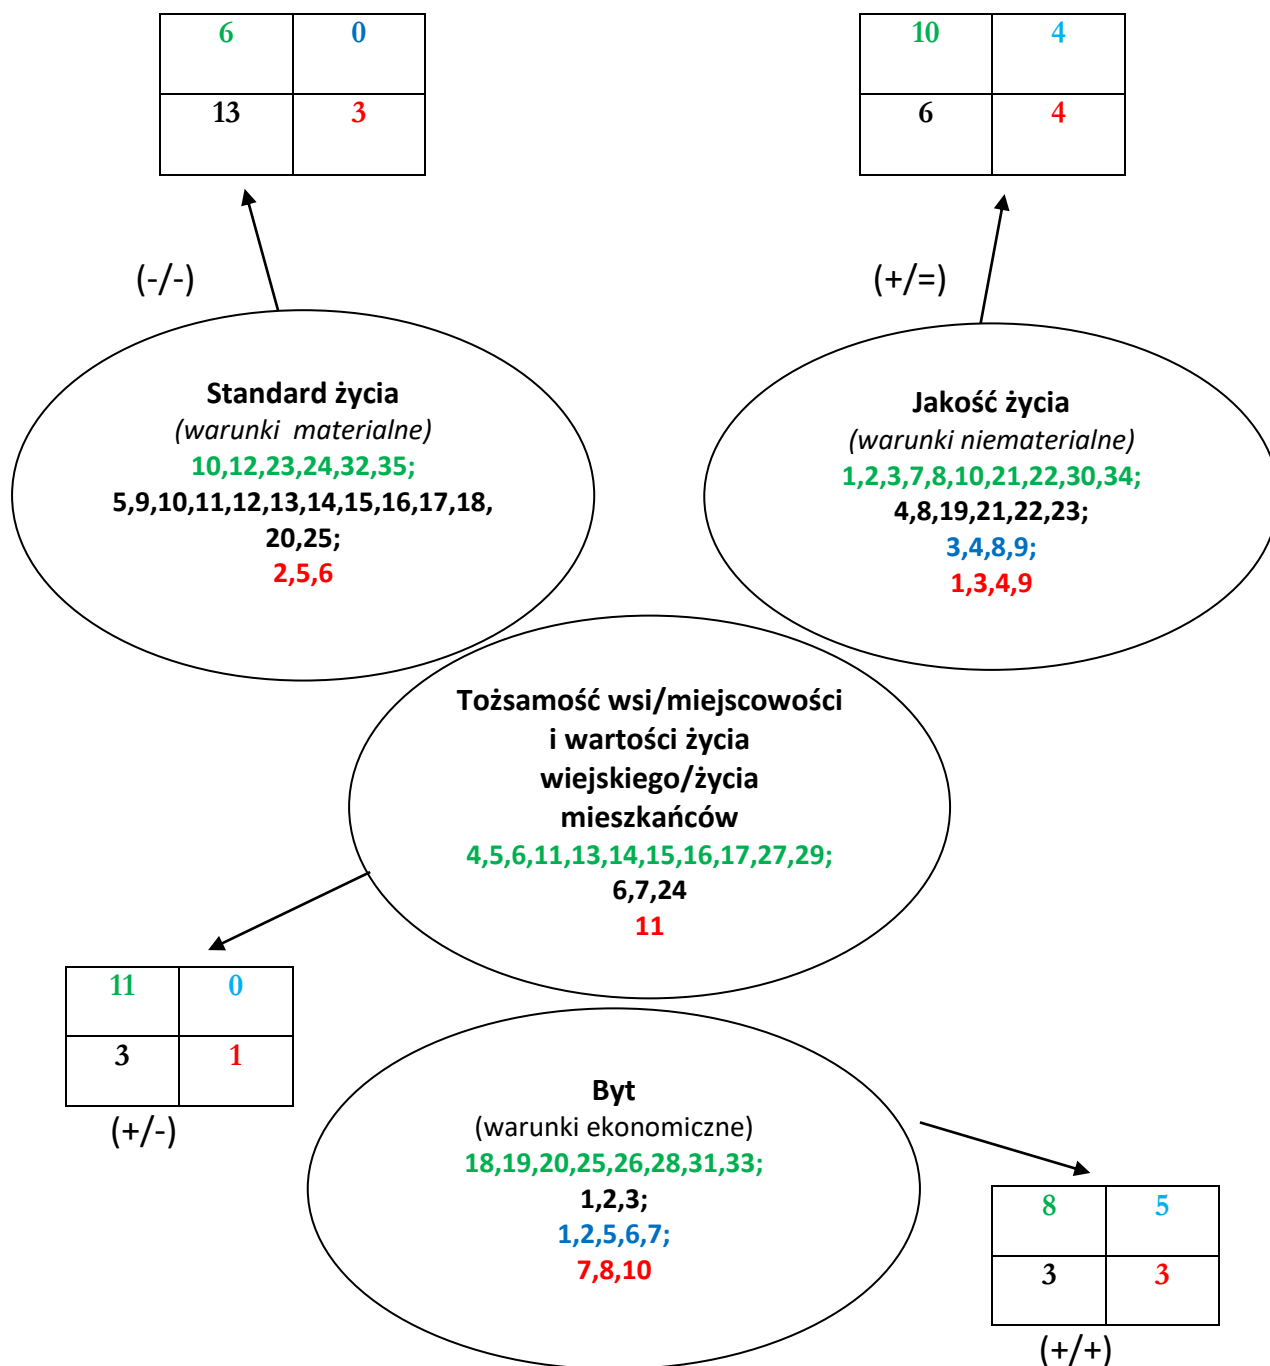 6 0
13 3
10 4
6 4
(-/-)
(+/=)
Standard życia
(warunki materialne)
10,12,23,24,32,35;
5,9,10,11,12,13,14,15,16,17,18,
20,25;
2,5,6
Jakość życia
(warunki niematerialne)
1,2,3,7,8,10,21,22,30,34;
4,8,19,21,22,23;
3,4,8,9;
1,3,4,9
Tożsamość wsi/miejscowości
i wartości życia
wiejskiego/życia
mieszkańców
4,5,6,11,13,14,15,16,17,27,29;
6,7,24
11
11 0
3 1
(+/-)
Byt
(warunki ekonomiczne)
18,19,20,25,26,28,31,33;
1,2,3;
1,2,5,6,7;
7,8,10
8 5
3 3
(+/+)